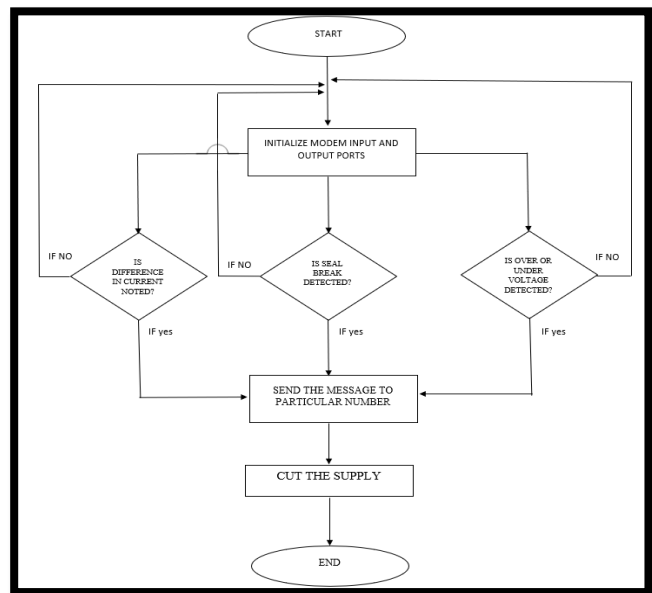 START
INITIALIZE MODEM INPUT AND
OUTPUT PORTS
IF NO
IS
DIFFERENCE
IN CURRENT
NOTED?
IF NO
IS SEAL
BREAK
DETECTED?
IS OVER OR
UNDER
VOLTAGE
DETECTED?
IF NO
IF yes
IF yes
IF yes
SEND THE MESSAGE TO
PARTICULAR NUMBER
CUT THE SUPPLY
END